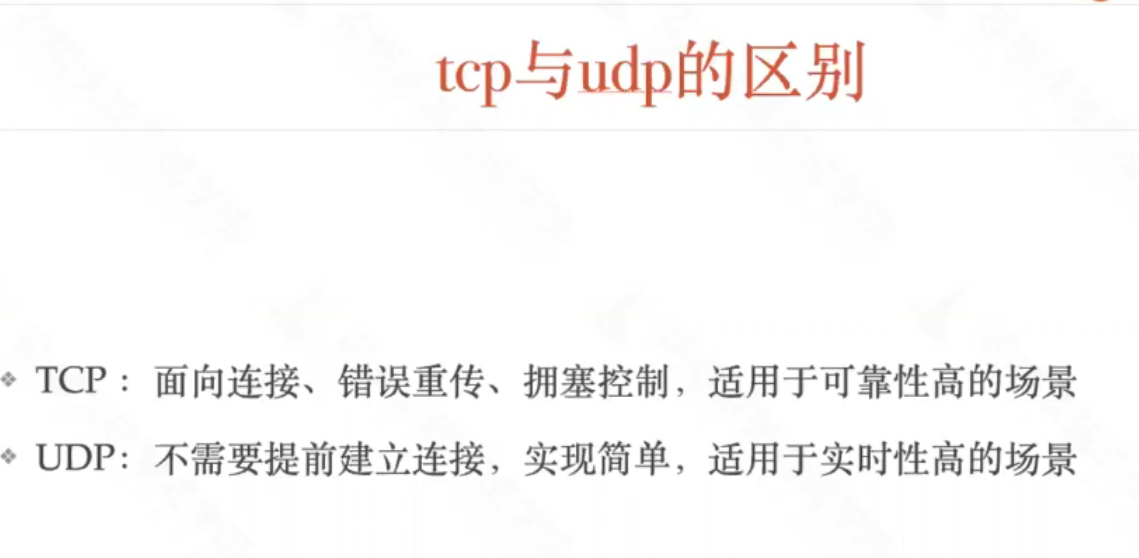 tcp与udp的区别
❖ TCP：面向连接、错误重传、拥塞控制，适用于可靠性高的场景
❖ UDP：不需要提前建立连接，实现简单，适用于实时性高的场景